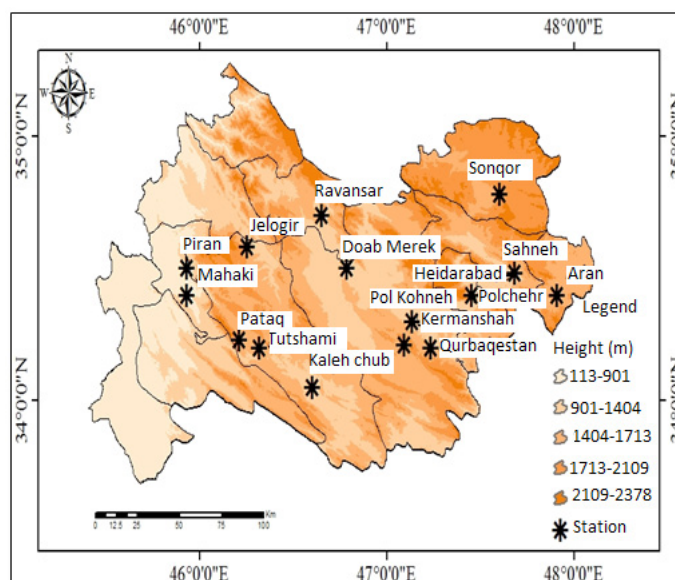 46°0'0"E 47°0'0"E 48°0'0"E
N
W E
S
35°0'0"N
Sonqor
Ravansar
Jelogir
Piran
Doab Merek
Sahneh
Mahaki
Heidarabad
Aran
Pol Kohneh
Polchehr
Legend
Kermanshah
Pataq
Tutshami
Qurbaqestan
Kaleh chub
Height (m)
113-901
901-1404
1404-1713
1713-2109
2109-2378
Station
34°0'0"N
Km
0 12.5 25 50 75 100
46°0'0"E 47°0'0"E 48°0'0"E